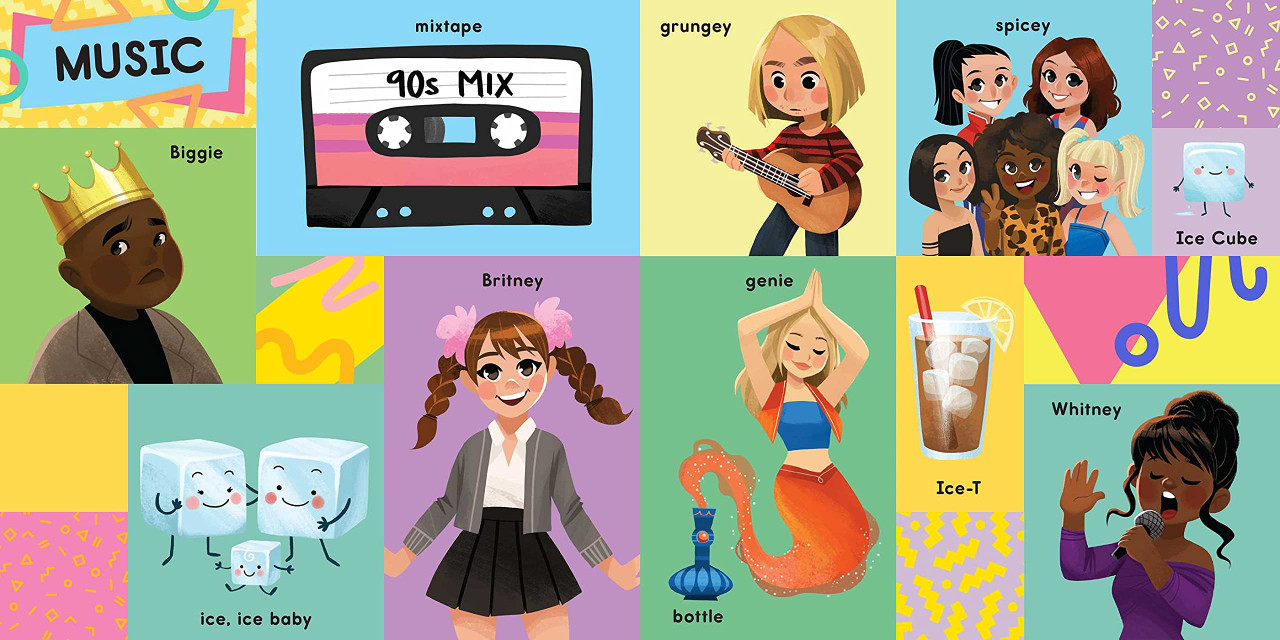 MUSIC
mixtape
90s MIX
grungey
spicey
Biggie
Ice Cube
Britney
genie
Ice-T
Whitney
ice, ice baby
bottle